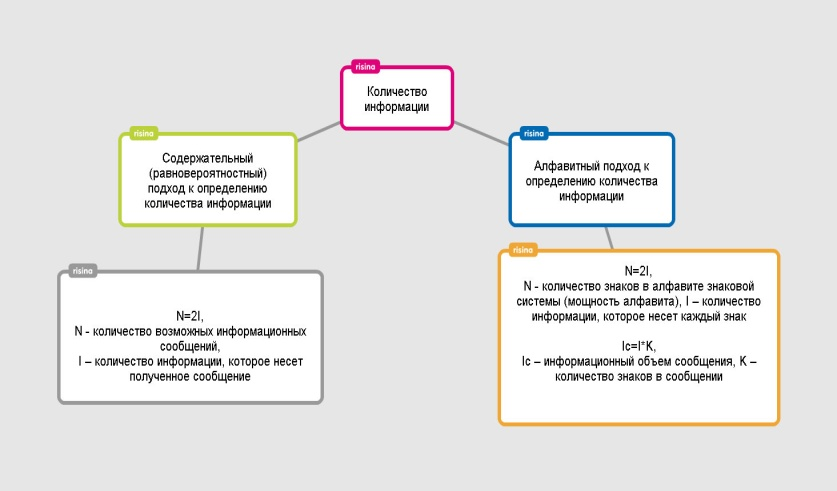 risina
Количество
информации
risina
Содержательный
(равновероятностный)
подход к определению
количества информации
risina
Алфавитный подход к
определению количества
информации
risina
N=2I,
N - количество возможных информационных
сообщений,
I – количество информации, которое несет
полученное сообщение
risina
N=2I,
N - количество знаков в алфавите знаковой
системы (мощность алфавита), I – количество
информации, которое несет каждый знак
Ic=I*K,
Ic – информационный объем сообщения, K –
количество знаков в сообщении